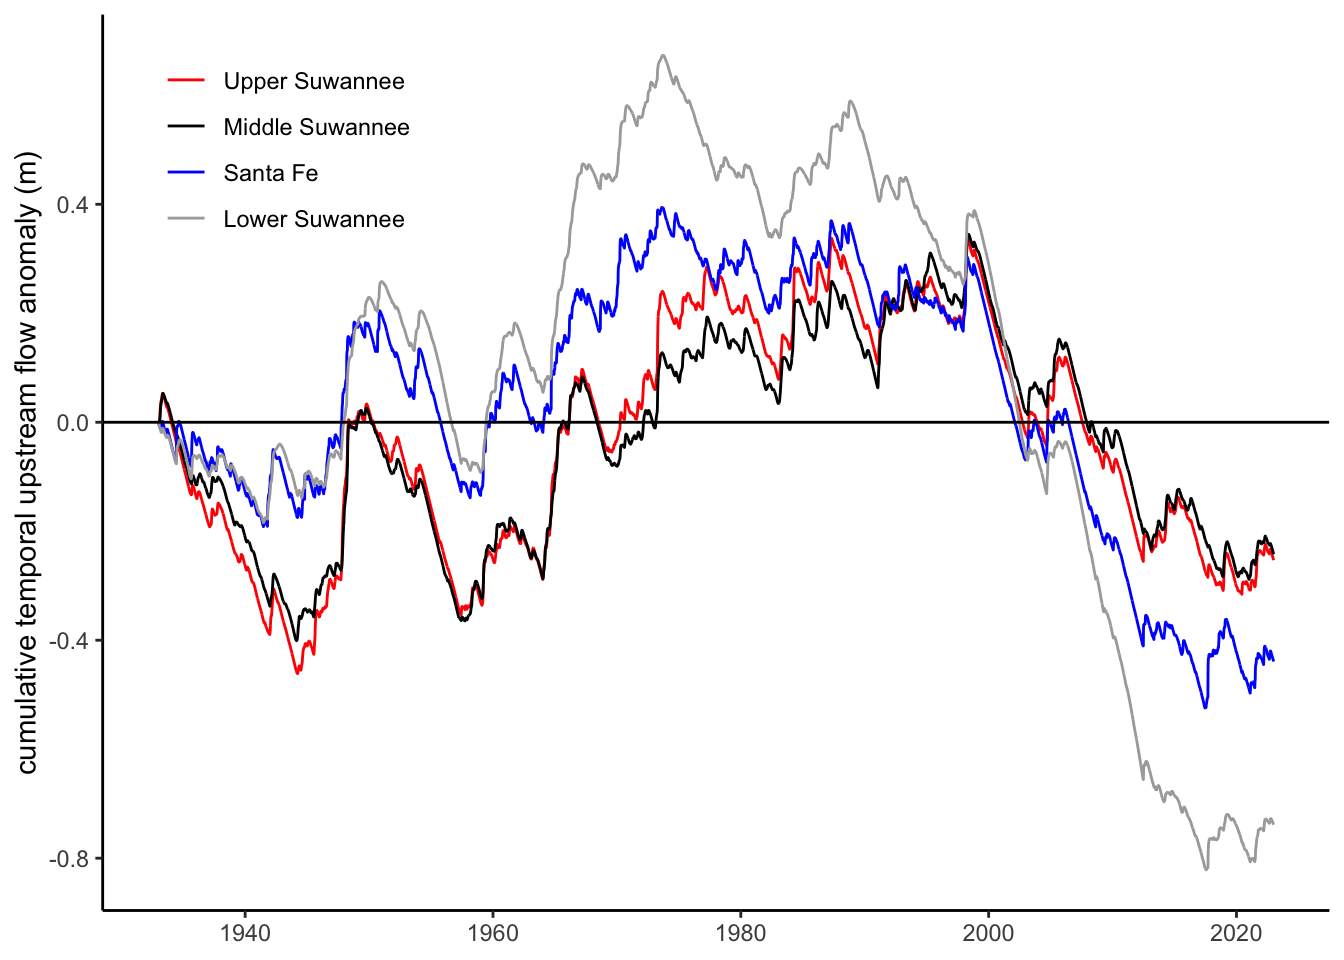 cumulative temporal upstream flow anomaly (m)
Upper Suwannee
Middle Suwannee
Santa Fe
Lower Suwannee
0.4
0.0
-0.4
-0.8
1940 1960 1980 2000 2020